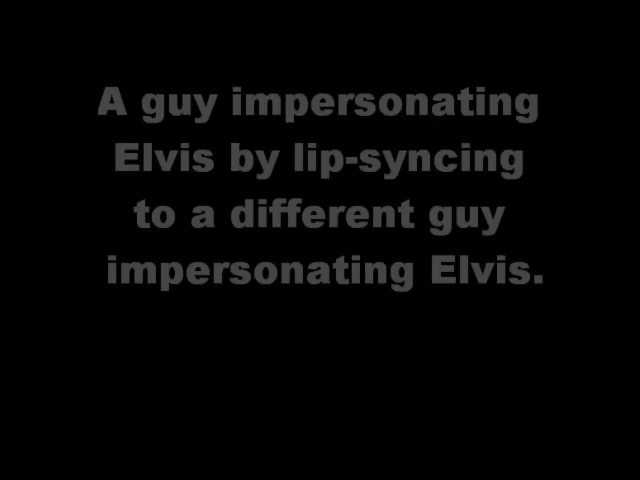 A guy impersonating
Elvis by lip-syncing
to a different guy
impersonating Elvis.